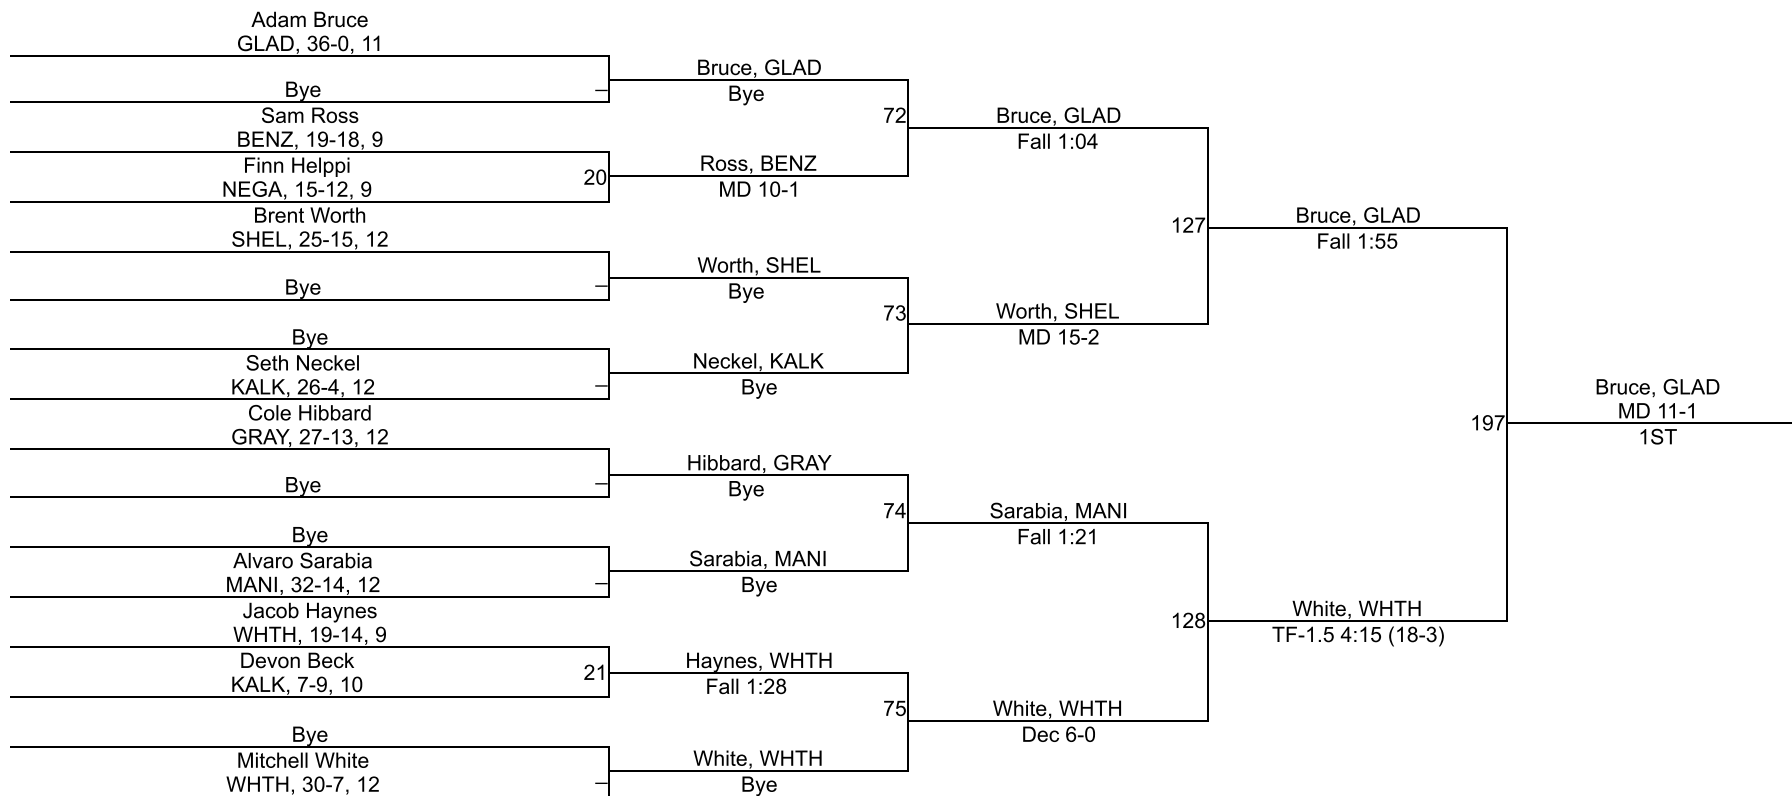 Adam Bruce
GLAD, 36-0, 11
Bye
–
Sam Ross
BENZ, 19-18, 9
Finn Helppi
NEGA, 15-12, 9
20
Brent Worth
SHEL, 25-15, 12
Bye
–
Bye
Seth Neckel
KALK, 26-4, 12
–
Cole Hibbard
GRAY, 27-13, 12
Bye
–
Bye
Alvaro Sarabia
MANI, 32-14, 12
–
Jacob Haynes
WHTH, 19-14, 9
Devon Beck
KALK, 7-9, 10
21
Bye
Mitchell White
WHTH, 30-7, 12
–
Bruce, GLAD
Bye
72
Ross, BENZ
MD 10-1
Worth, SHEL
Bye
73
Neckel, KALK
Bye
Hibbard, GRAY
Bye
74
Sarabia, MANI
Bye
Haynes, WHTH
Fall 1:28
75
White, WHTH
Bye
Bruce, GLAD
Fall 1:04
127
Worth, SHEL
MD 15-2
Sarabia, MANI
Fall 1:21
128
White, WHTH
Dec 6-0
Bruce, GLAD
Fall 1:55
197
White, WHTH
TF-1.5 4:15 (18-3)
Bruce, GLAD
MD 11-1
1ST